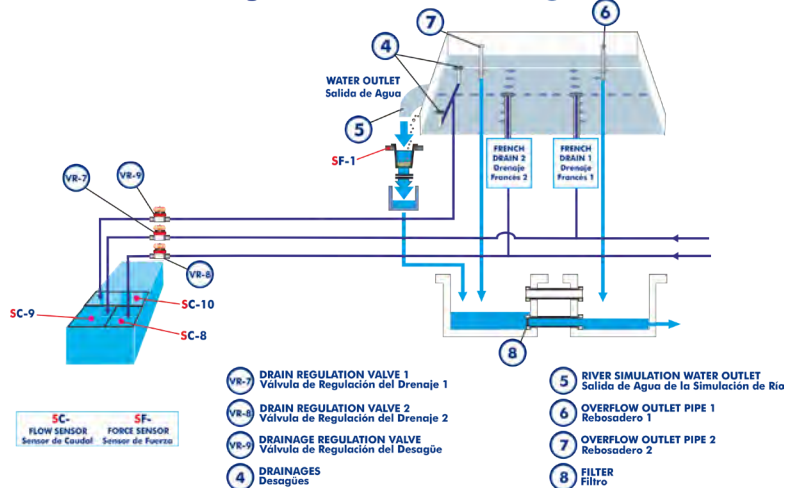 7
6
4
WATER OUTLET
Salida de Agua
5
SF-1
FRENCH
DRAIN 2
Drenaje
Francés 2
FRENCH
DRAIN 1
Drenaje
Francés 1
VR-7
VR-9
VR-8
SC-10
SC-9
SC-8
8
VR-7 DRAIN REGULATION VALVE 1
Válvula de Regulación del Drenaje 1
VR-8 DRAIN REGULATION VALVE 2
Válvula de Regulación del Drenaje 2
VR-9 DRAINAGE REGULATION VALVE
Válvula de Regulación del Desagüe
4 DRAINAGES
Desagües
5 RIVER SIMULATION WATER OUTLET
Salida de Agua de la Simulación de Río
6 OVERFLOW OUTLET PIPE 1
Rebosadero 1
7 OVERFLOW OUTLET PIPE 2
Rebosadero 2
8 FILTER
Filtro
SC-
FLOW SENSOR
Sensor de Caudal
SF-
FORCE SENSOR
Sensor de Fuerza